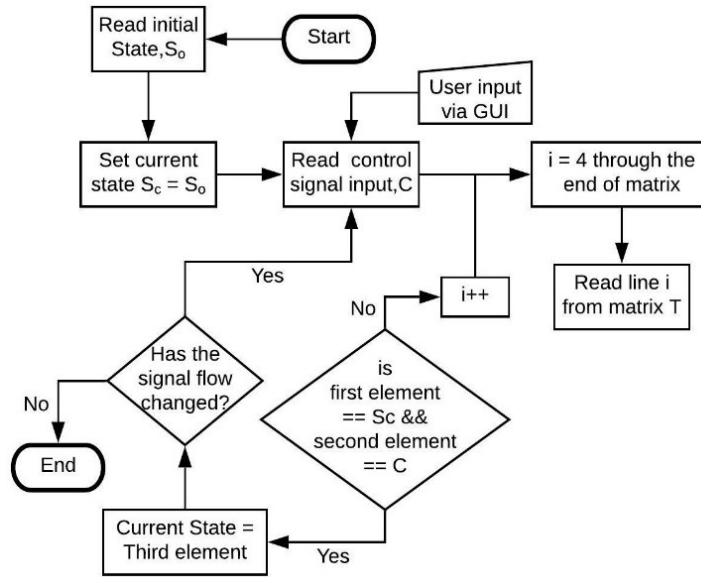 Start
Read initial
State,So
Set current
state Sc = So
User input
via GUI
Read control
signal input,C
i = 4 through the
end of matrix
Read line i
from matrix T
i++
No
is
first element
== Sc &&
second element
== C
Yes
Current State =
Third element
Has the
signal flow
changed?
Yes
No
End